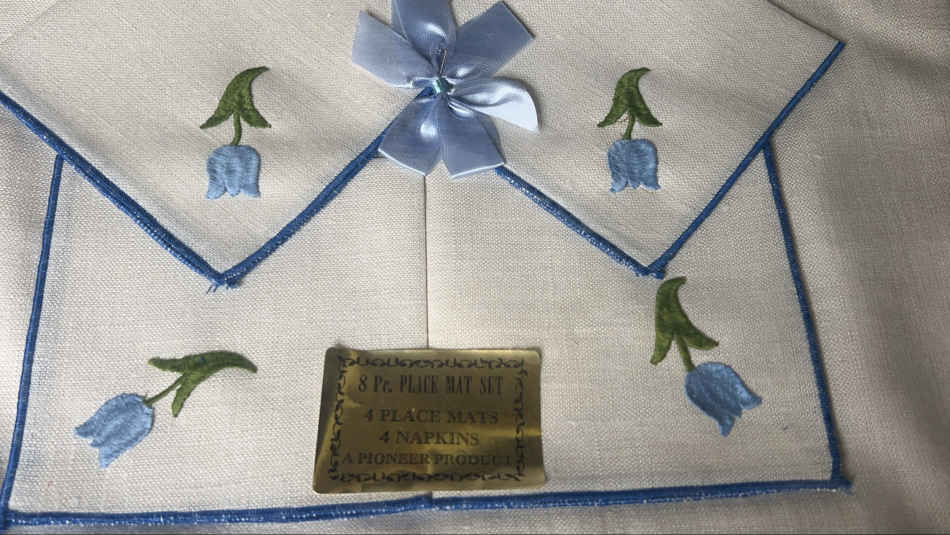 8 Pc. PLACE MAT SET
4 PLACE MATS
4 NAPKINS
A PIONEER PRODUCT